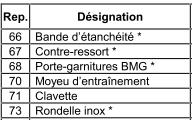 Rep. Désignation
66 Bande d'étanchéité *
67 Contre-ressort *
68 Porte-garnitures BMG *
70 Moyeu d'entraînement
71 Clavette
73 Rondelle inox *